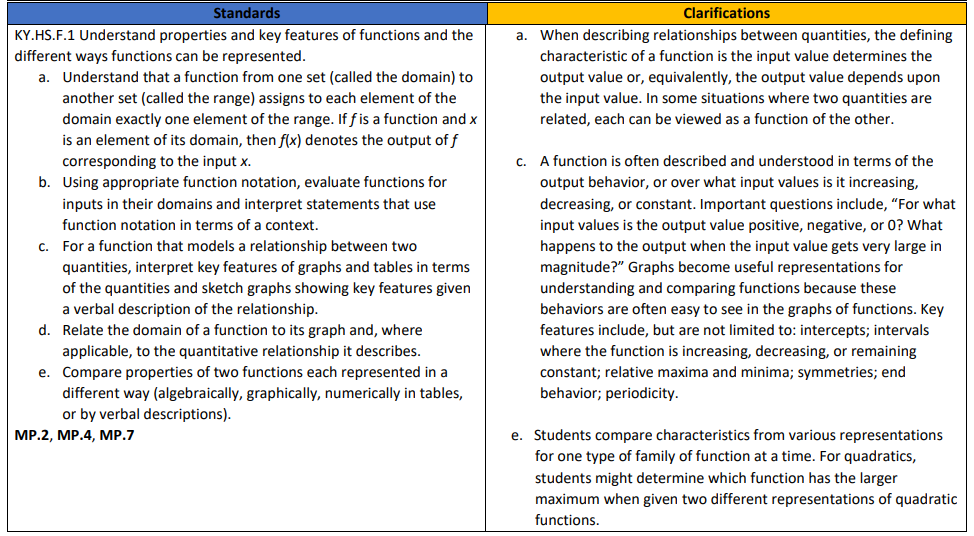 Standards
Clarifications
KY.HS.F.1 Understand properties and key features of functions and the
different ways functions can be represented.
a. Understand that a function from one set (called the domain) to
another set (called the range) assigns to each element of the
domain exactly one element of the range. If f is a function and x
is an element of its domain, then f(x) denotes the output of f
corresponding to the input x.
b. Using appropriate function notation, evaluate functions for
inputs in their domains and interpret statements that use
function notation in terms of a context.
c. For a function that models a relationship between two
quantities, interpret key features of graphs and tables in terms
of the quantities and sketch graphs showing key features given
a verbal description of the relationship.
d. Relate the domain of a function to its graph and, where
applicable, to the quantitative relationship it describes.
e. Compare properties of two functions each represented in a
different way (algebraically, graphically, numerically in tables,
or by verbal descriptions).
MP.2, MP.4, MP.7
a. When describing relationships between quantities, the defining
characteristic of a function is the input value determines the
output value or, equivalently, the output value depends upon
the input value. In some situations where two quantities are
related, each can be viewed as a function of the other.
c. A function is often described and understood in terms of the
output behavior, or over what input values is it increasing,
decreasing, or constant. Important questions include, “For what
input values is the output value positive, negative, or 0? What
happens to the output when the input value gets very large in
magnitude?” Graphs become useful representations for
understanding and comparing functions because these
behaviors are often easy to see in the graphs of functions. Key
features include, but are not limited to: intercepts; intervals
where the function is increasing, decreasing, or remaining
constant; relative maxima and minima; symmetries; end
behavior; periodicity.
e. Students compare characteristics from various representations
for one type of family of function at a time. For quadratics,
students might determine which function has the larger
maximum when given two different representations of quadratic
functions.